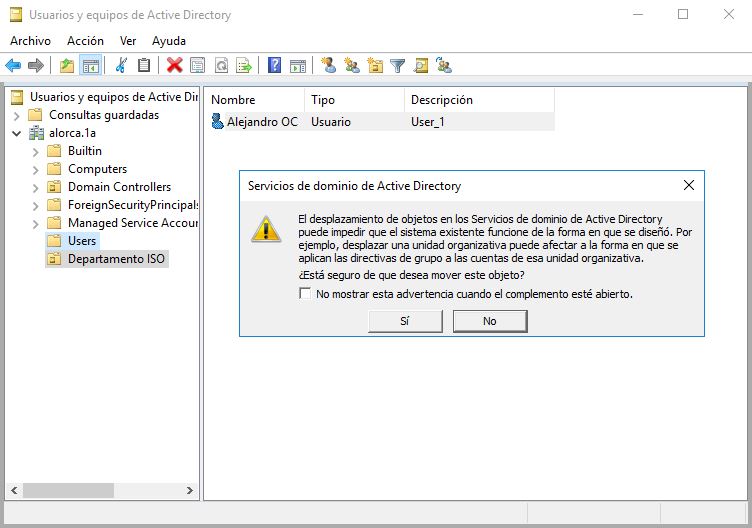 Usuarios y equipos de Active Directory
Archivo Acción Ver Ayuda
Usuarios y equipos de Active Dir
Consultas guardadas
alorca.1a
Builtin
Computers
Domain Controllers
ForeignSecurityPrincipals
Managed Service Accour
Users
Departamento ISO
Nombre Tipo Descripción
Alejandro OC Usuario User_1
Servicios de dominio de Active Directory
El desplazamiento de objetos en los Servicios de dominio de Active Directory
puede impedir que el sistema existente funcione de la forma en que se diseñó. Por
ejemplo, desplazar una unidad organizativa puede afectar a la forma en que se
aplican las directivas de grupo a las cuentas de esa unidad organizativa.
¿Está seguro de que desea mover este objeto?
No mostrar esta advertencia cuando el complemento esté abierto.
Sí No